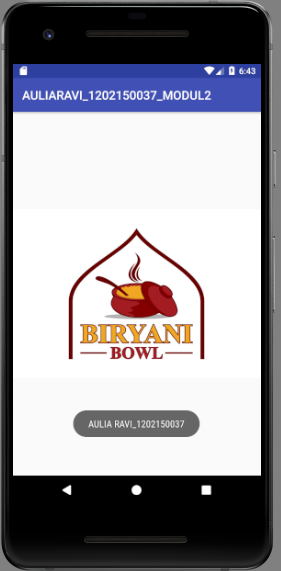 6:43
AULIARAVI_1202150037_MODUL2
BIRYANI
BOWL
AULIA RAVI_1202150037